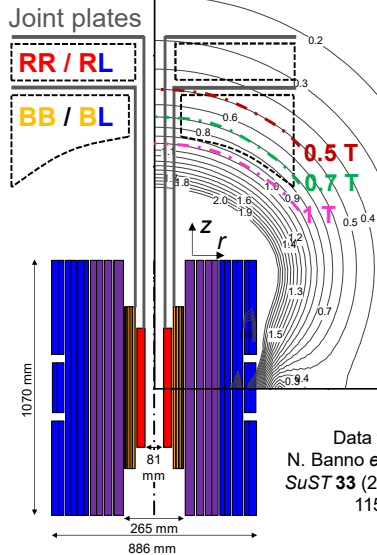 Joint plates
RR / RL
BB / BL
0.2
0.3
0.6
0.8
0.5 T
0.7 T
1 T
1.8
2.0
1.6
1.9
1.0
0.9
0.5
0.4
1.2
1.4
1.3
0.7
1.5
0.4
0.3
z
r
1070 mm
81
mm
265 mm
886 mm
Data
N. Banno e
SuST 33 (2
115